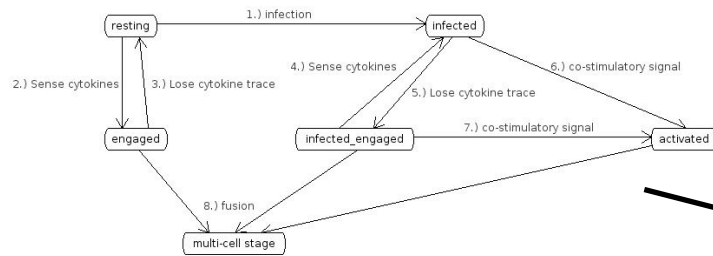 1.) infection
resting
infected
4.) Sense cytokines
6.) co-stimulatory signal
2.) Sense cytokines
3.) Lose cytokine trace
5.) Lose cytokine trace
7.) co-stimulatory signal
engaged
infected_engaged
activated
8.) fusion
multi-cell stage